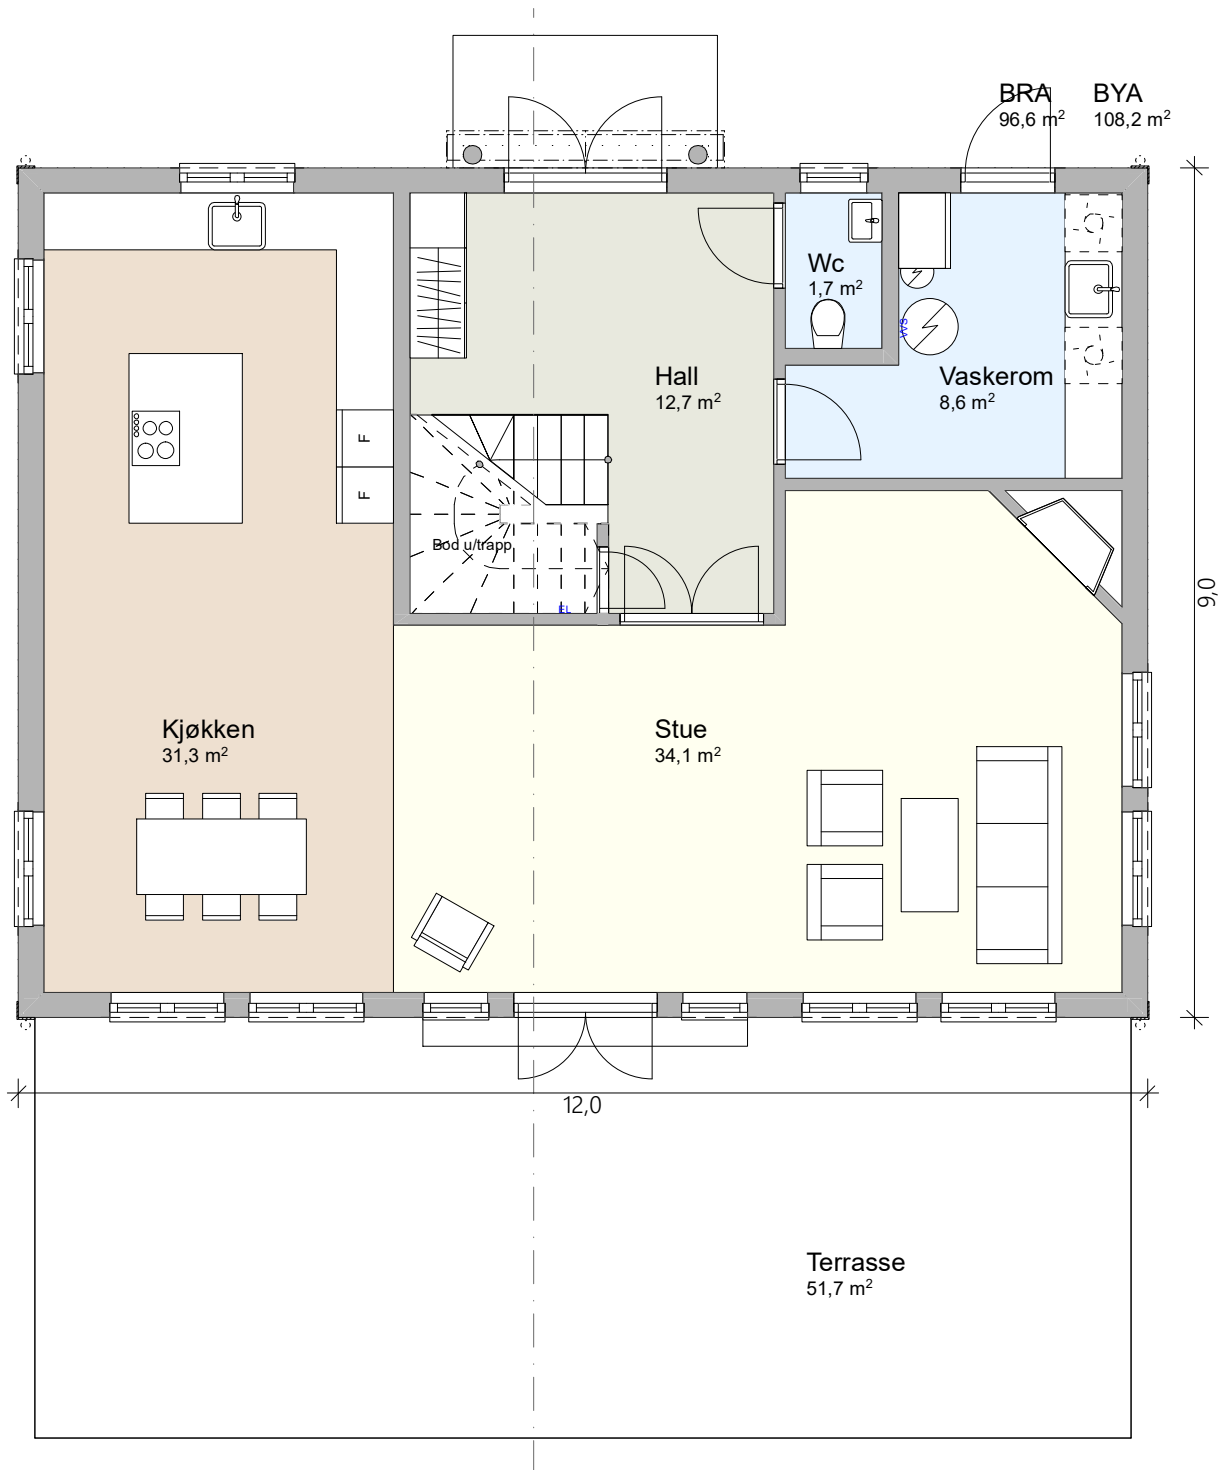 BRA
96,6 m²
BYA
108,2 m²
Wc
1,7 m²
VVS
Hall
12,7 m²
Vaskerom
8,6 m²
F
F
Bod u/trapp
EL
9,0
Kjøkken
31,3 m²
Stue
34,1 m²
12,0
Terrasse
51,7 m²